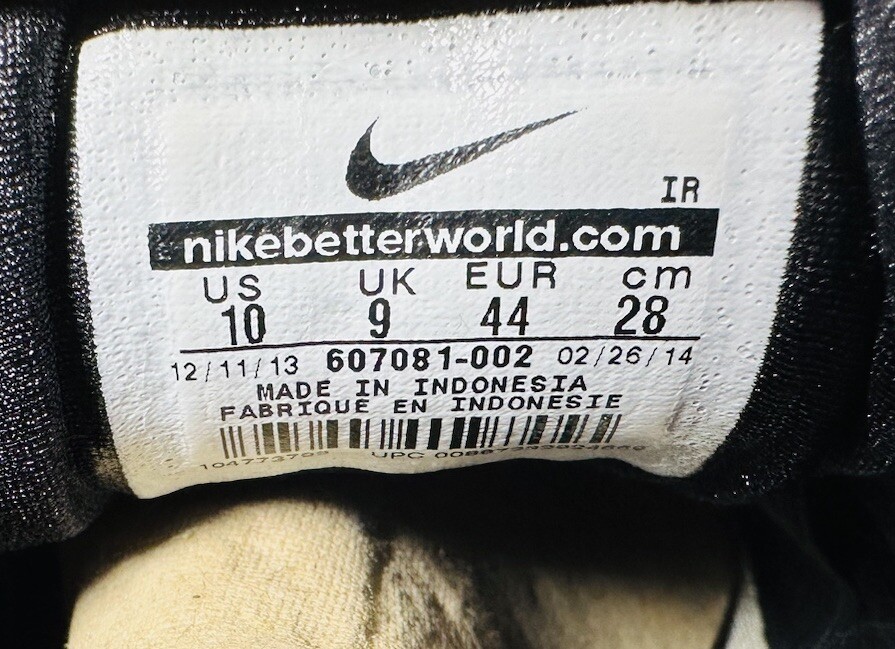 IR
nikebetterworld.com
US UK EUR cm
10 9 44 28
12/11/13 607081-002 02/26/14
MADE IN INDONESIA
FABRIQUE EN INDONESIE
UPC